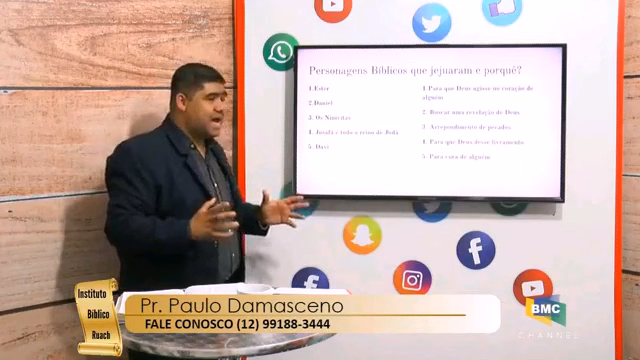 Personagens Bíblicos que jejuaram e porquê?
1.Ester
2.Daniel
3. Os Ninivitas
4. Josafá e todo o reino de Judá
5. Davi
1.Para que Deus agisse no coração de
alguém
2. Buscar uma revelação de Deus
3. Arrependimento de pecados
4. Para que Deus desse livramento
5. Para cura de alguém
Instituto
Bíblico
Ruach
Pr. Paulo Damasceno
FALE CONOSCO (12) 99188-3444
BMC
CHANNEL